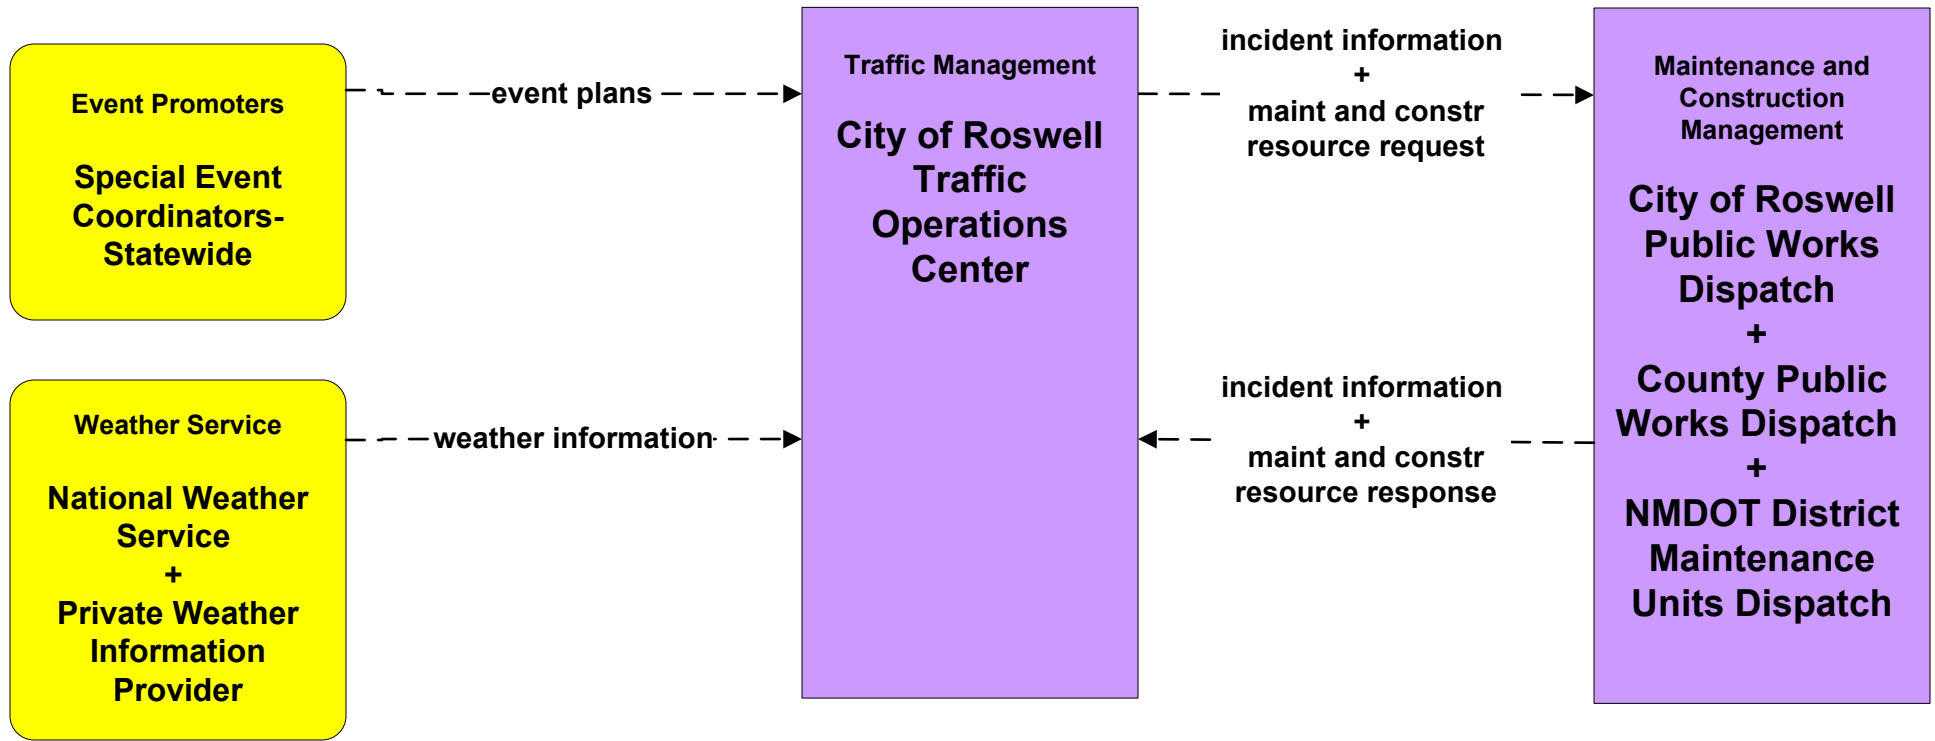 Event Promoters
Special Event
Coordinators-
Statewide
event plans
Weather Service
National Weather
Service
+
Private Weather
Information
Provider
weather information
Traffic Management
City of Roswell
Traffic
Operations
Center
incident information
+
maint and constr
resource request
incident information
+
maint and constr
resource response
Maintenance and
Construction
Management
City of Roswell
Public Works
Dispatch
+
County Public
Works Dispatch
+
NMDOT District
Maintenance
Units Dispatch